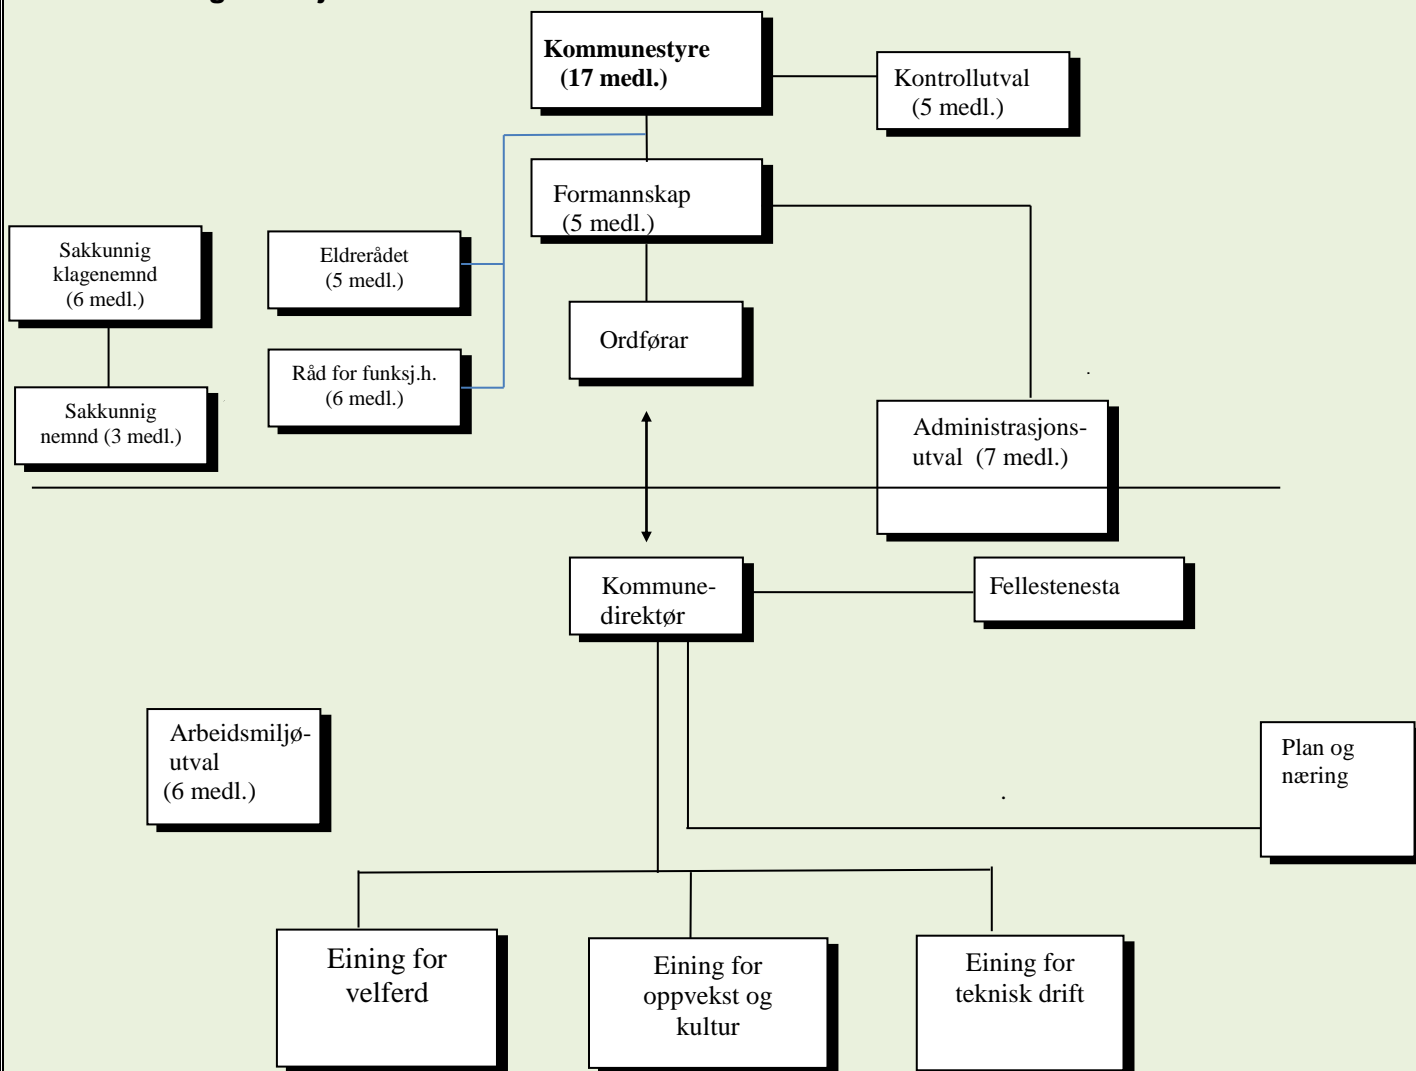 Kommunestyre
(17 medl.)
Kontrollutval
(5 medl.)
Formannskap
(5 medl.)
Sakkunnig
klagenemnd
(6 medl.)
Eldrerådet
(5 medl.)
Ordførar
Råd for funksj.h.
(6 medl.)
Sakkunnig
nemnd (3 medl.)
Administrasjons-
utval (7 medl.)
Kommune-
direktør
Fellestenesta
Arbeidsmiljø-
utval
(6 medl.)
Plan og
næring
Eining for
velferd
Eining for
oppvekst og
kultur
Eining for
teknisk drift